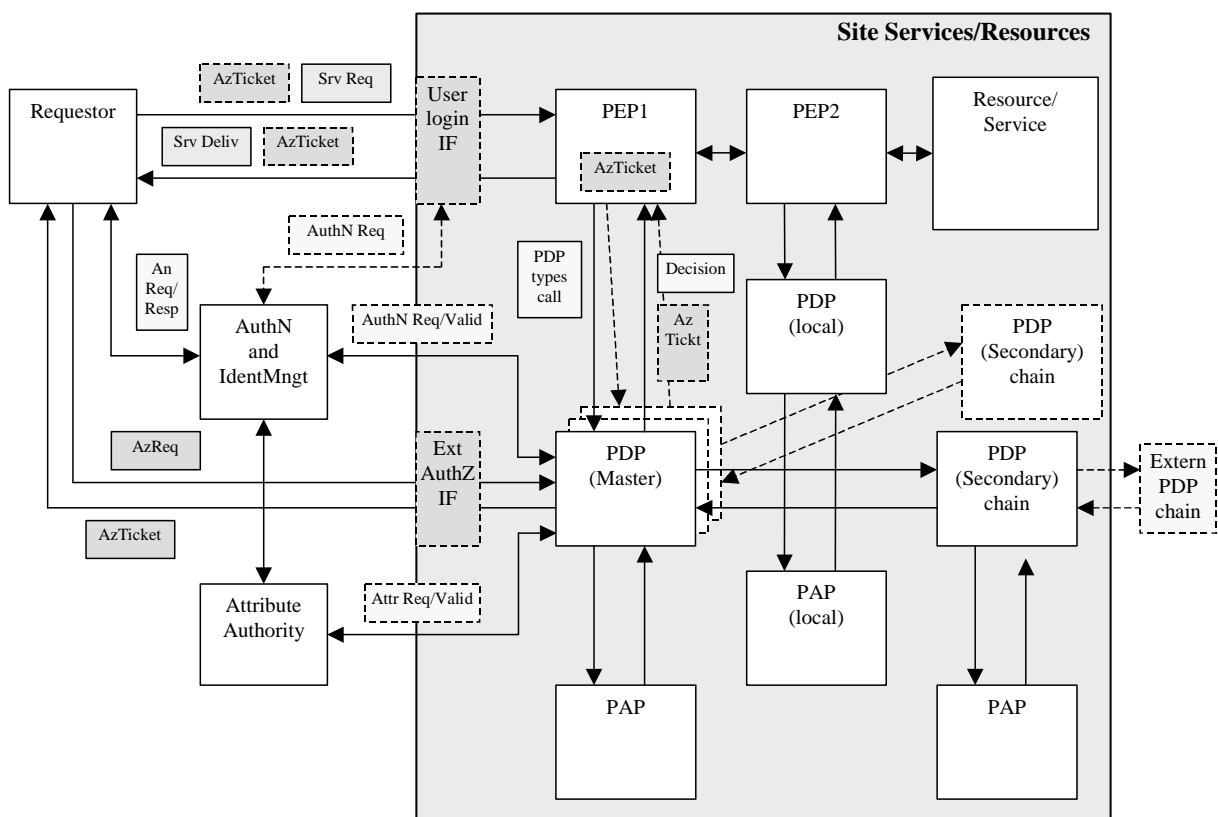 Site Services/Resources
AzTicket
Srv Req
Requestor
Srv Deliv
AzTicket
User
login
IF
PEP1
AzTicket
PEP2
Resource/
Service
AuthN Req
An
Req/
Resp
PDP
types
call
Decision
AuthN Req/Valid
AuthN
and
IdentMngt
Az
Tickt
PDP
(local)
PDP
(Secondary)
chain
AzReq
Ext
AuthZ
IF
PDP
(Master)
PDP
(Secondary)
chain
Extern
PDP
chain
AzTicket
Attribute
Authority
Attr Req/Valid
PAP
(local)
PAP
PAP